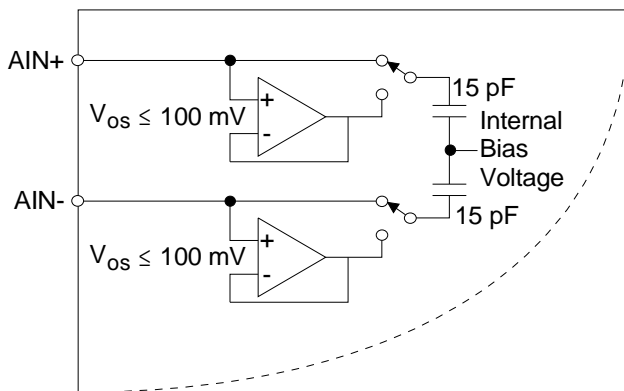 AIN+
15 pF
+
-
Vos ≤ 100 mV
Internal
Bias
Voltage
AIN-
15 pF
+
-
Vos ≤ 100 mV